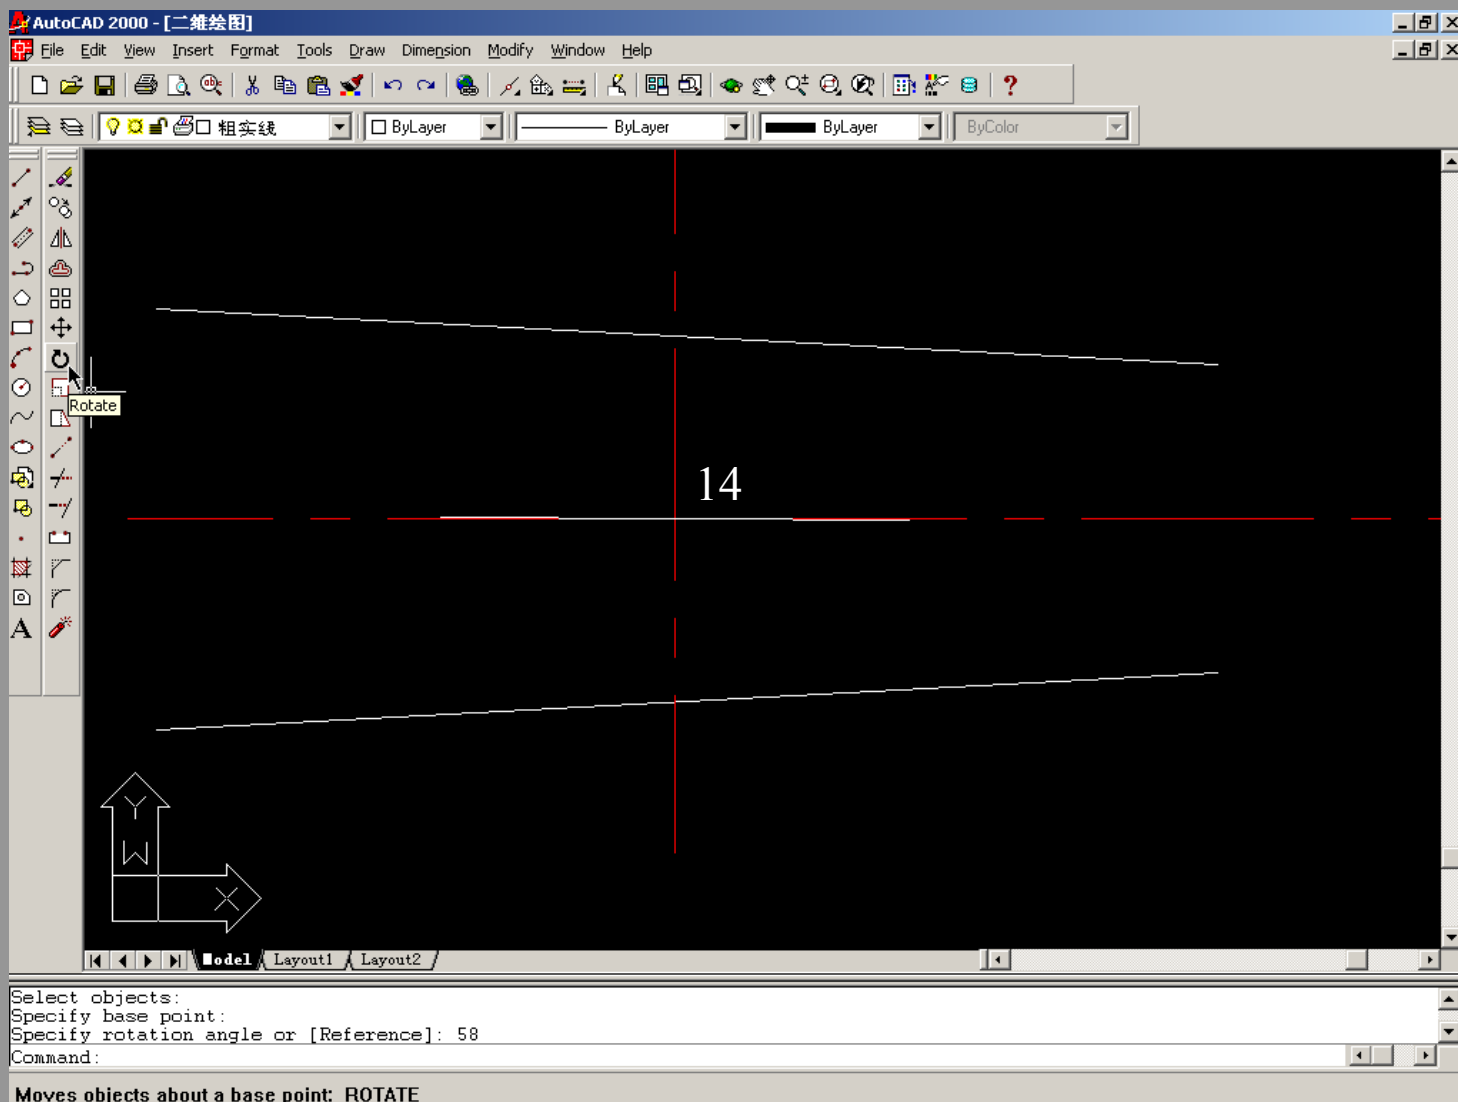 AutoCAD 2000 - [二维绘图]
File Edit View Insert Format Tools Draw Dimension Modify Window Help
粗实线 ByLayer ByLayer ByLayer ByColor
Rotate
14
Y
W
X
A
Model Layout1 Layout2
Select objects:
Specify base point:
Specify rotation angle or [Reference]: 58
Command:
Moves objects about a base point: ROTATE